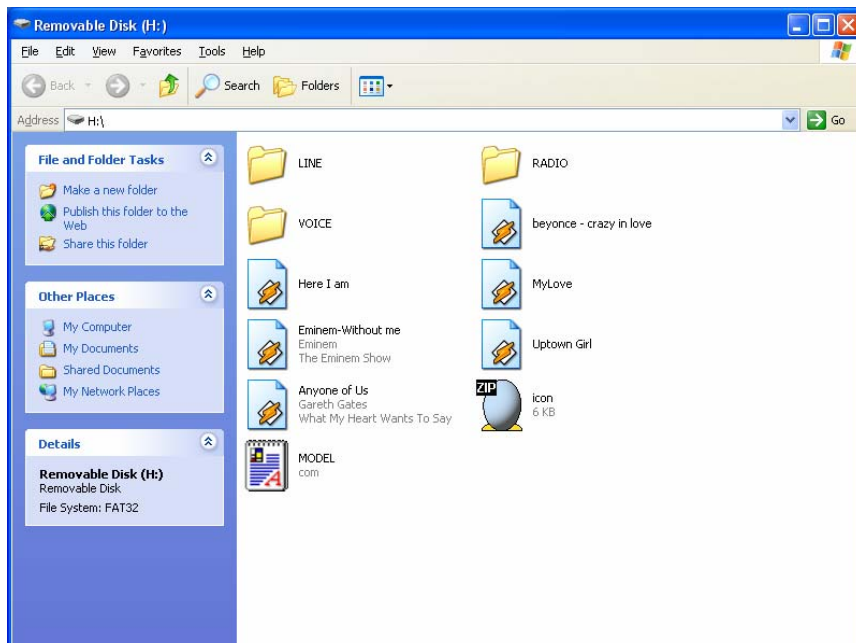 Removable Disk (H:)
File Edit View Favorites Tools Help
Back Search Folders
Address H:\ Go
File and Folder Tasks
Make a new folder
Publish this folder to the
Web
Share this folder
Other Places
My Computer
My Documents
Shared Documents
My Network Places
Details
Removable Disk (H:)
Removable Disk
File System: FAT32
LINE
RADIO
VOICE
beyonce - crazy in love
Here I am
MyLove
Eminem-Without me
Eminem
The Eminem Show
Uptown Girl
Anyone of Us
Gareth Gates
What My Heart Wants To Say
ZIP
icon
6 KB
MODEL
com